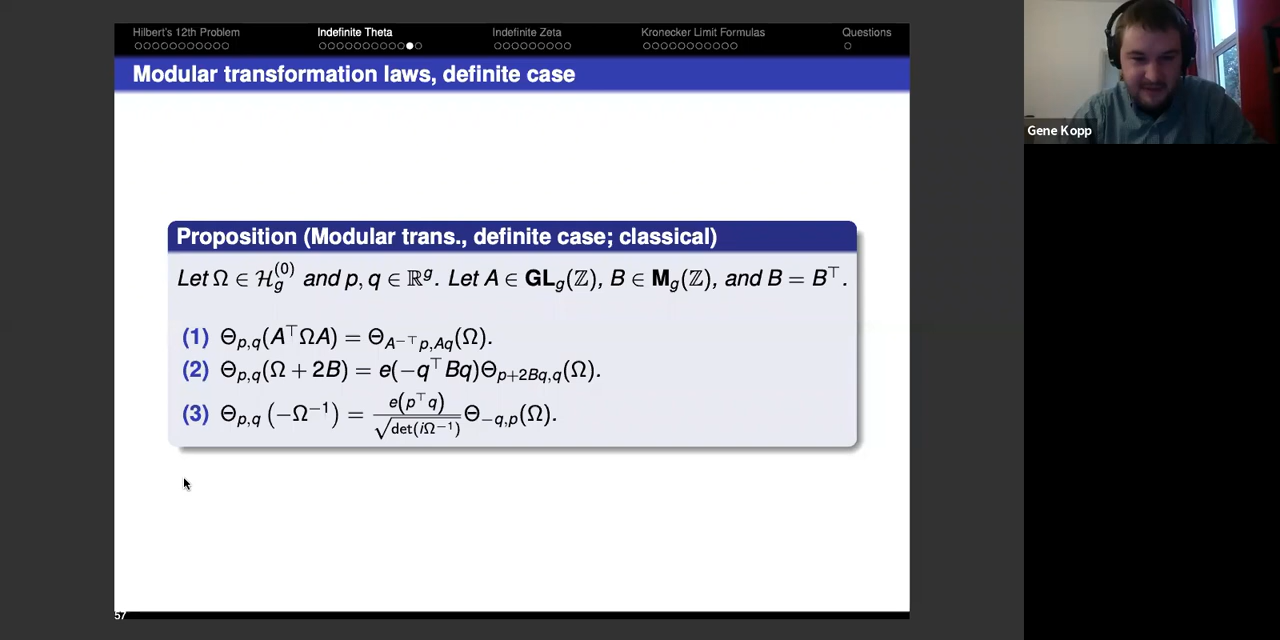 Hilbert's 12th Problem Indefinite Theta Indefinite Zeta Kronecker Limit Formulas Questions
Modular transformation laws, definite case
Proposition (Modular trans., definite case; classical)
Let Ω ∈ ℋ_g^{(0)} and p, q ∈ ℝ^g. Let A ∈ GL_g(ℤ), B ∈ M_g(ℤ), and B = B^⊤.
(1) Θ_{p,q}(A^⊤ΩA) = Θ_{A^{-⊤}p,Aq}(Ω).
(2) Θ_{p,q}(Ω + 2B) = e(−q^⊤Bq)Θ_{p+2Bq,q}(Ω).
(3) Θ_{p,q}(−Ω^{−1}) = \frac{e(p^⊤q)}{\sqrt{det(iΩ^{−1})}} Θ_{−q,p}(Ω).
57
Gene Kopp